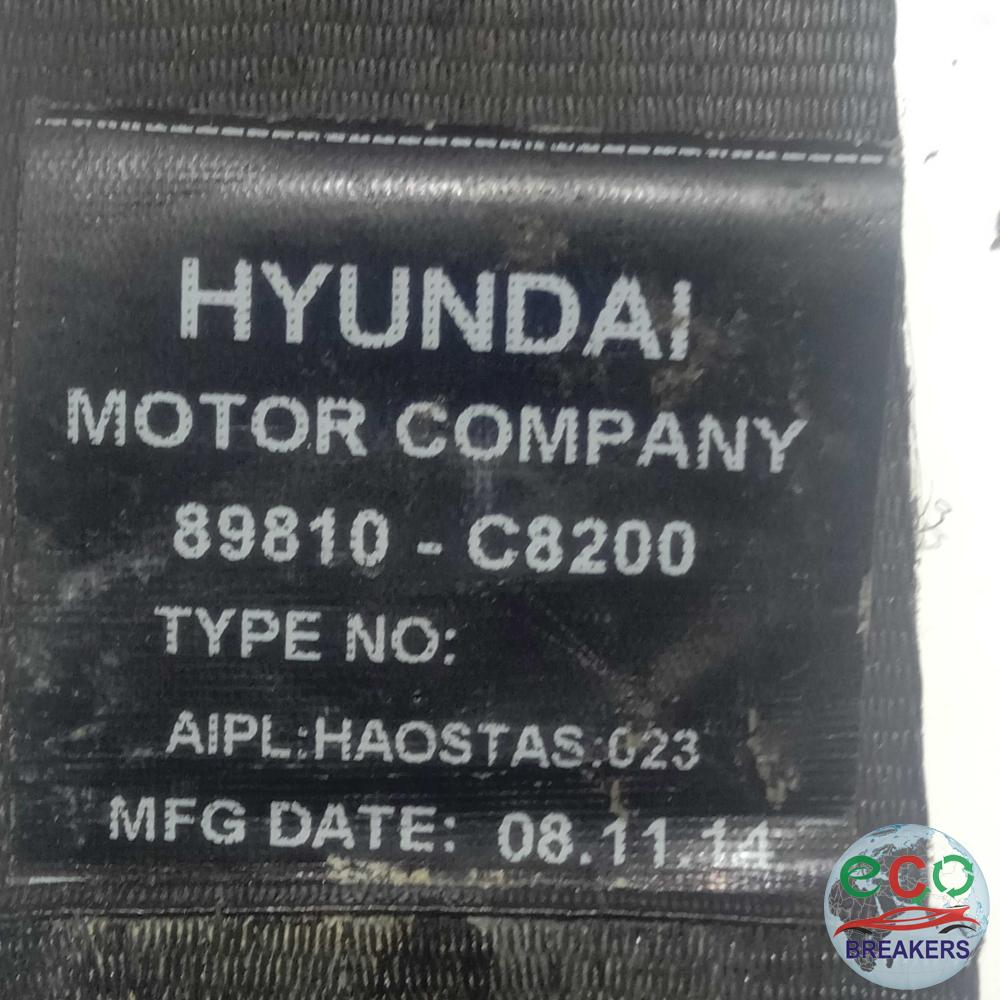 HYUNDAI
MOTOR COMPANY
89810 - C8200
TYPE NO:
AIPL:HAOSTAS:023
MFG DATE: 08.11.14
eco
BREAKERS